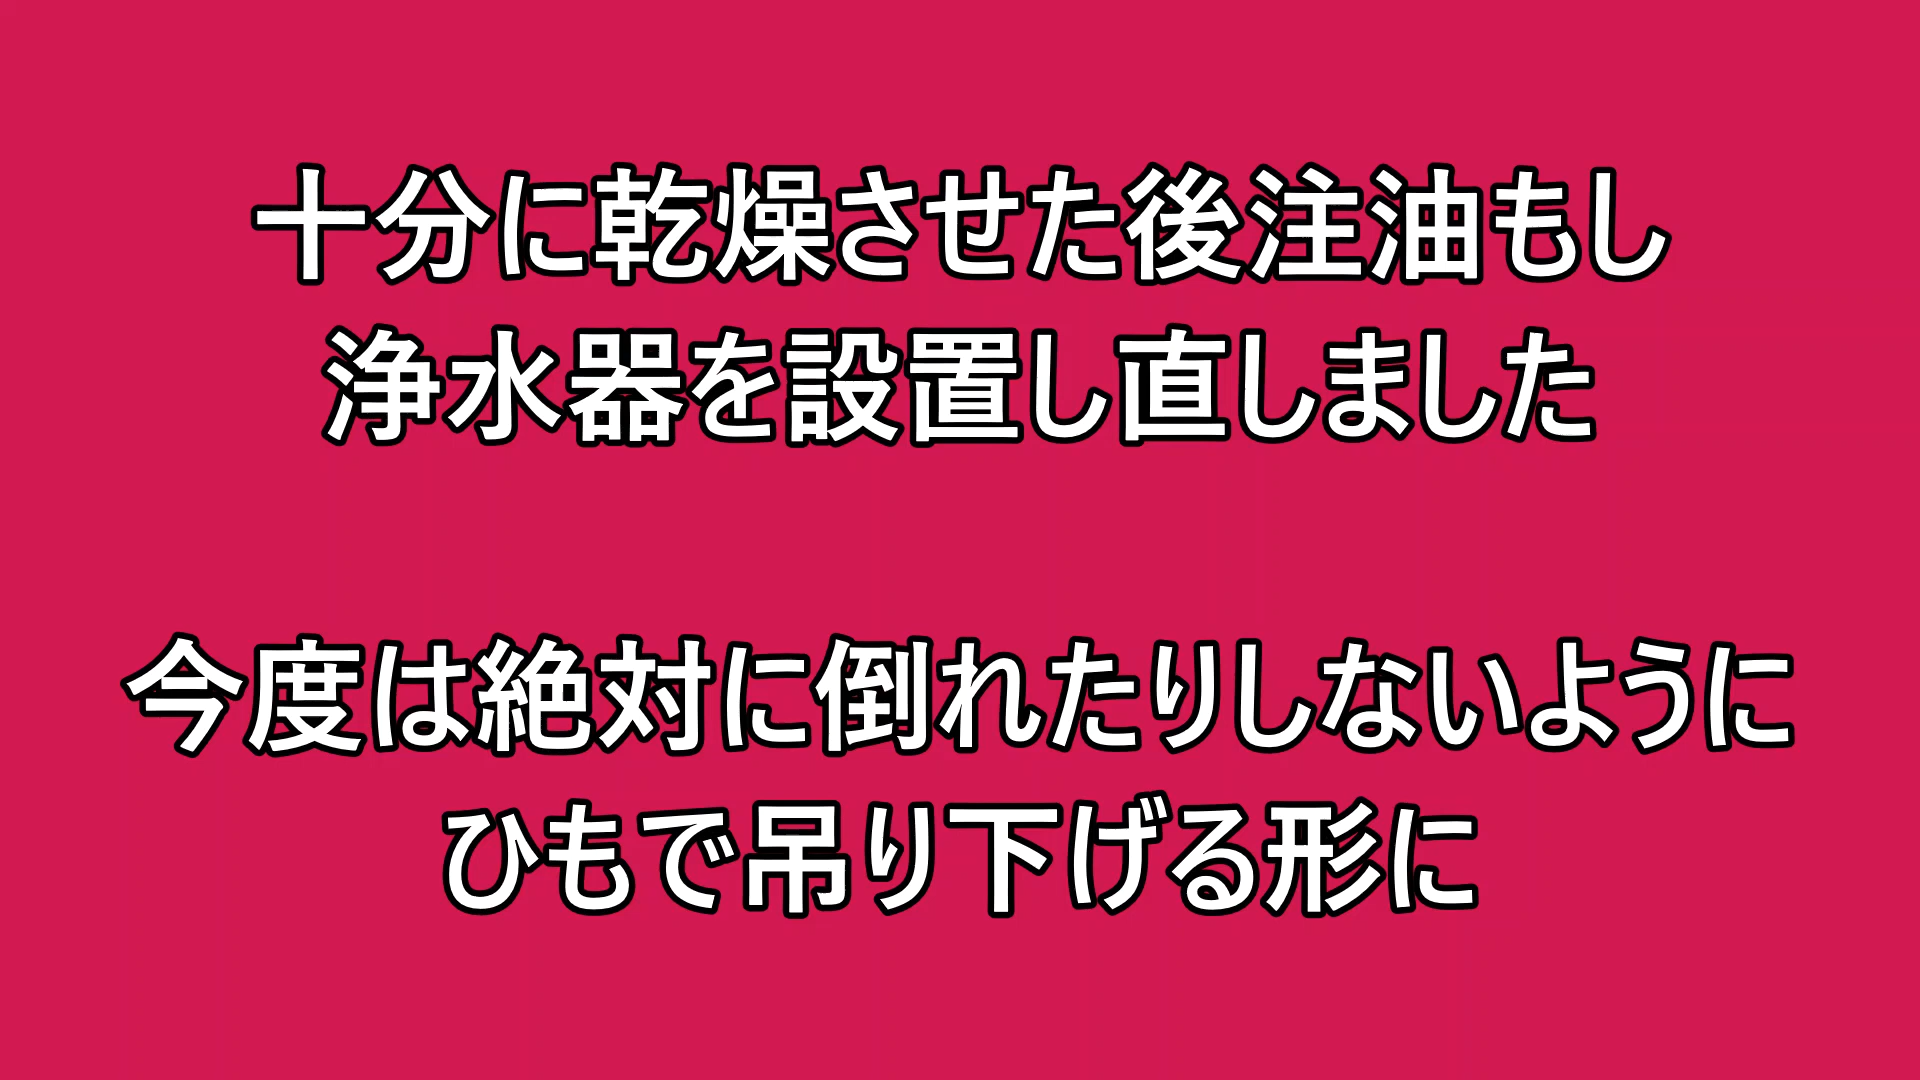 十分に乾燥させた後注油もし
浄水器を設置し直しました
今度は絶対に倒れたりしないように
ひもで吊り下げる形に